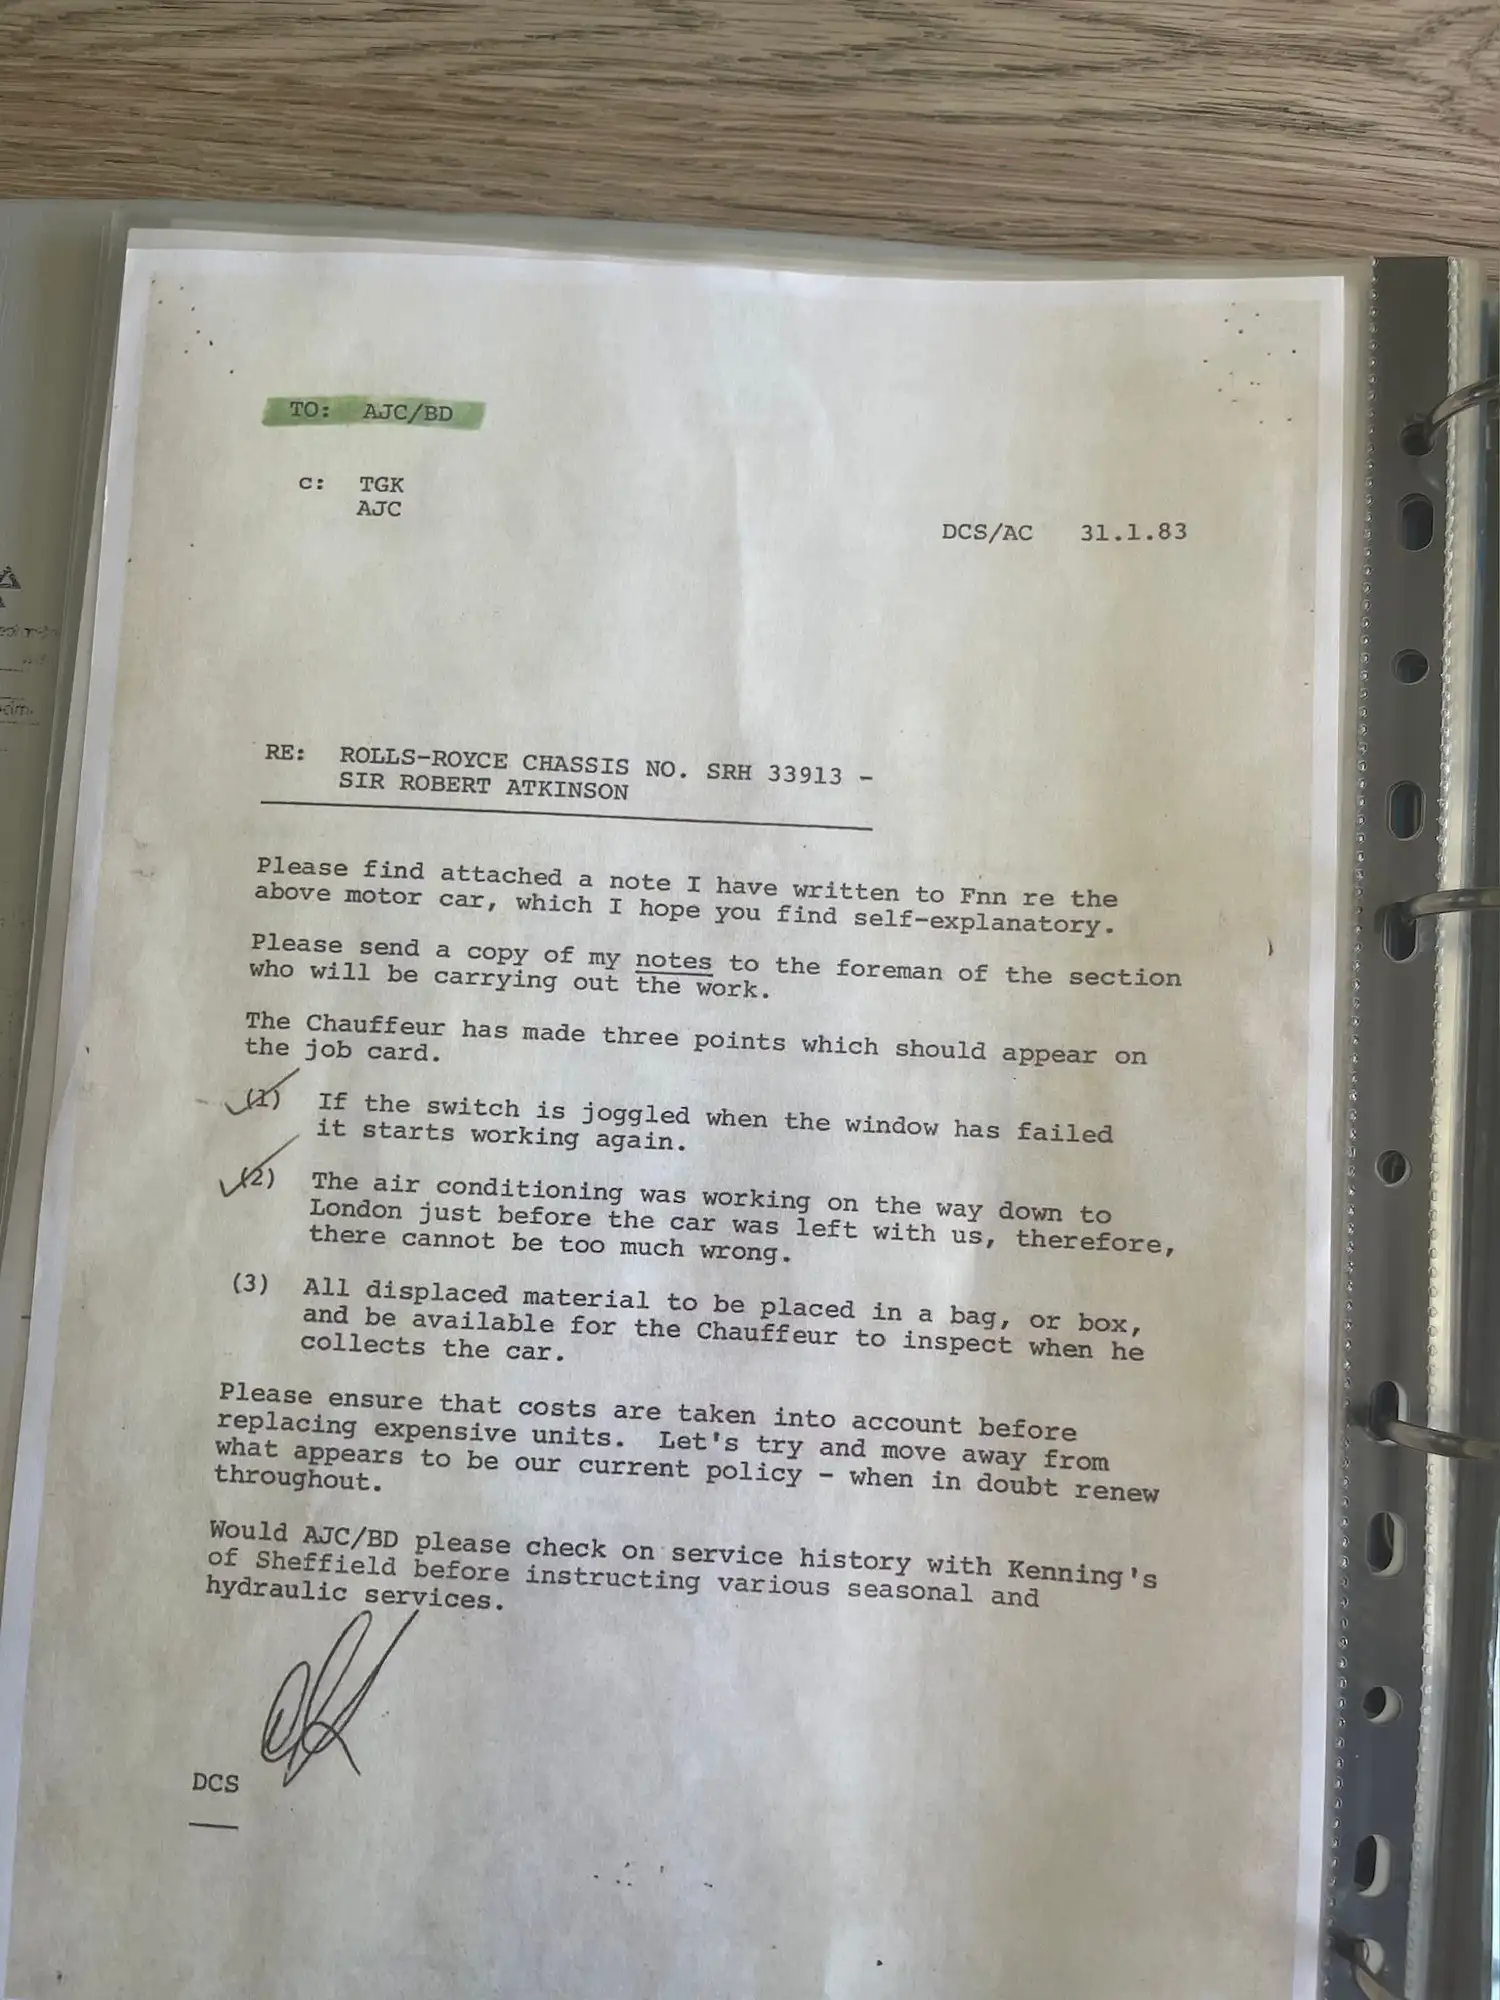 TO: AJC/BD
c: TGK
AJC
DCS/AC 31.1.83
RE: ROLLS-ROYCE CHASSIS NO. SRH 33913 -
SIR ROBERT ATKINSON
Please find attached a note I have written to Fnn re the
above motor car, which I hope you find self-explanatory.
Please send a copy of my notes to the foreman of the section
who will be carrying out the work.
The Chauffeur has made three points which should appear on
the job card.
(1) If the switch is joggled when the window has failed
it starts working again.
(2) The air conditioning was working on the way down to
London just before the car was left with us, therefore,
there cannot be too much wrong.
(3) All displaced material to be placed in a bag, or box,
and be available for the Chauffeur to inspect when he
collects the car.
Please ensure that costs are taken into account before
replacing expensive units. Let's try and move away from
what appears to be our current policy - when in doubt renew
throughout.
Would AJC/BD please check on service history with Kenning's
of Sheffield before instructing various seasonal and
hydraulic services.
DCS